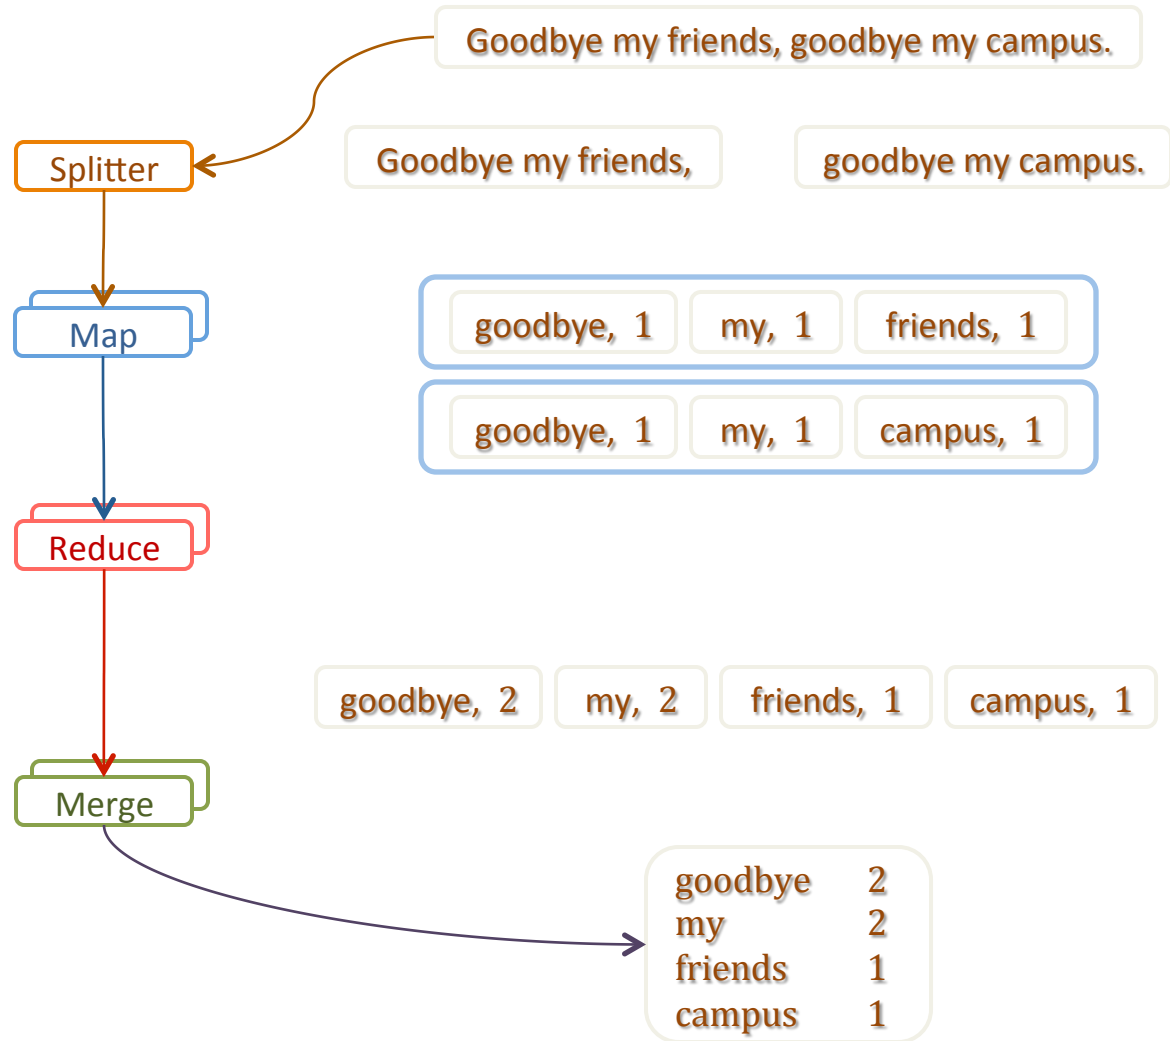 Goodbye my friends, goodbye my campus.
Splitter
Goodbye my friends,
goodbye my campus.
Map
goodbye, 1
my, 1
friends, 1
goodbye, 1
my, 1
campus, 1
Reduce
goodbye, 2
my, 2
friends, 1
campus, 1
Merge
goodbye 2
my 2
friends 1
campus 1